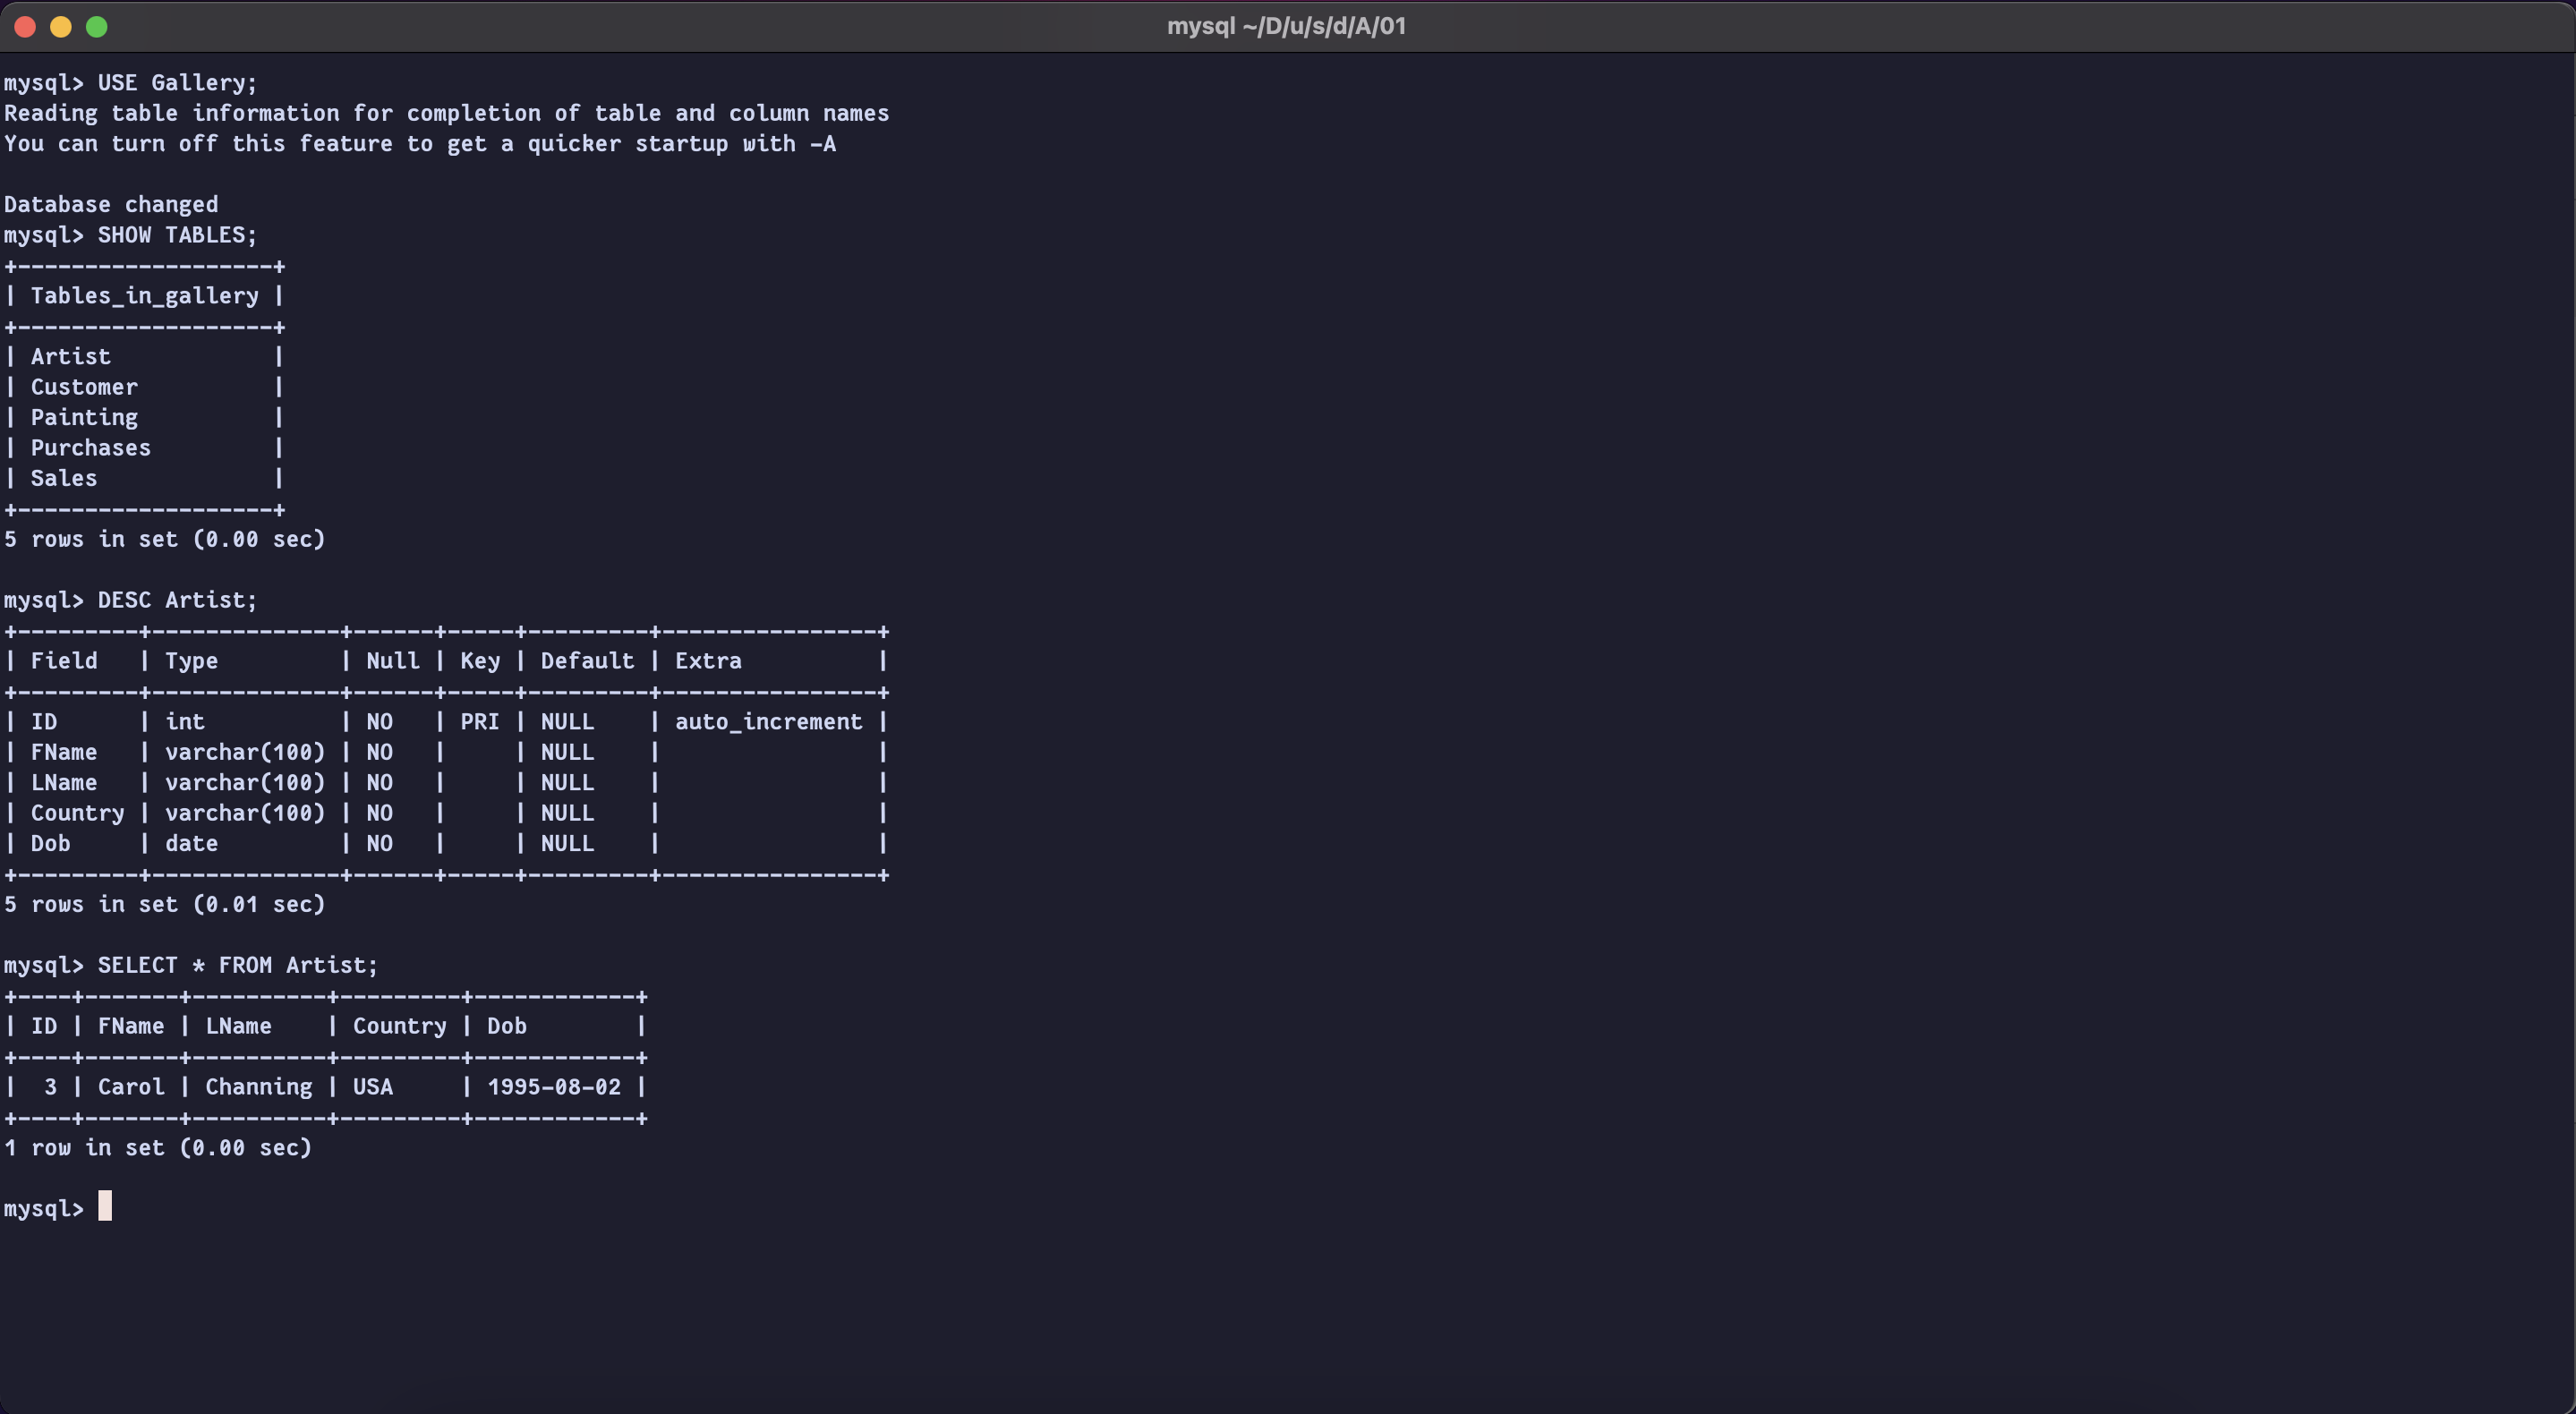 mysql ~/D/u/s/d/A/01
mysql> USE Gallery;
Reading table information for completion of table and column names
You can turn off this feature to get a quicker startup with -A
Database changed
mysql> SHOW TABLES;
+-------------------+
| Tables_in_gallery |
+-------------------+
| Artist            |
| Customer          |
| Painting          |
| Purchases         |
| Sales             |
+-------------------+
5 rows in set (0.00 sec)
mysql> DESC Artist;
+---------+--------------+------+-----+---------+----------------+
| Field   | Type         | Null | Key | Default | Extra          |
+---------+--------------+------+-----+---------+----------------+
| ID      | int          | NO   | PRI | NULL    | auto_increment |
| FName   | varchar(100) | NO   |     | NULL    |                |
| LName   | varchar(100) | NO   |     | NULL    |                |
| Country | varchar(100) | NO   |     | NULL    |                |
| Dob     | date         | NO   |     | NULL    |                |
+---------+--------------+------+-----+---------+----------------+
5 rows in set (0.01 sec)
mysql> SELECT * FROM Artist;
+----+-------+----------+---------+------------+
| ID | FName | LName    | Country | Dob        |
+----+-------+----------+---------+------------+
|  3 | Carol | Channing | USA     | 1995-08-02 |
+----+-------+----------+---------+------------+
1 row in set (0.00 sec)
mysql>